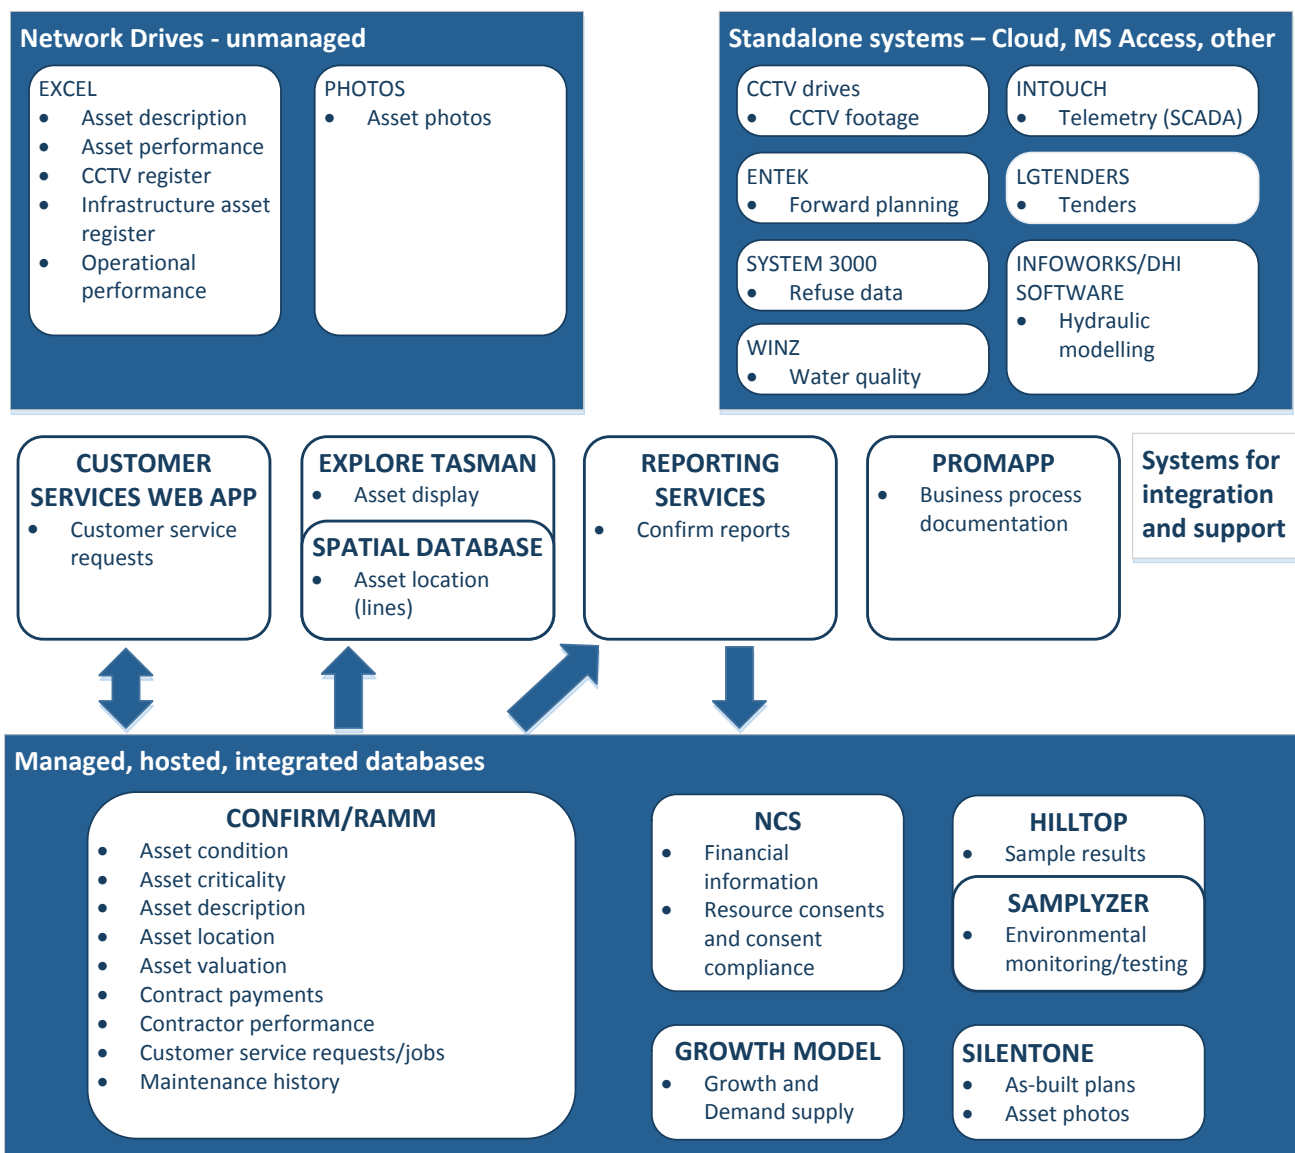 Network Drives - unmanaged
EXCEL
• Asset description
• Asset performance
• CCTV register
• Infrastructure asset
register
• Operational
performance
PHOTOS
• Asset photos
Standalone systems – Cloud, MS Access, other
CCTV drives
• CCTV footage
INTOUCH
• Telemetry (SCADA)
ENTEK
• Forward planning
LGTENDERS
• Tenders
SYSTEM 3000
• Refuse data
INFOWORKS/DHI
SOFTWARE
• Hydraulic
modelling
WINZ
• Water quality
CUSTOMER
SERVICES WEB APP
• Customer service
requests
EXPLORE TASMAN
• Asset display
SPATIAL DATABASE
• Asset location
(lines)
REPORTING
SERVICES
• Confirm reports
PROMAPP
• Business process
documentation
Systems for
integration
and support
Managed, hosted, integrated databases
CONFIRM/RAMM
• Asset condition
• Asset criticality
• Asset description
• Asset location
• Asset valuation
• Contract payments
• Contractor performance
• Customer service requests/jobs
• Maintenance history
NCS
• Financial
information
• Resource consents
and consent
compliance
HILLTOP
• Sample results
SAMPLYZER
• Environmental
monitoring/testing
GROWTH MODEL
• Growth and
Demand supply
SILENTONE
• As-built plans
• Asset photos